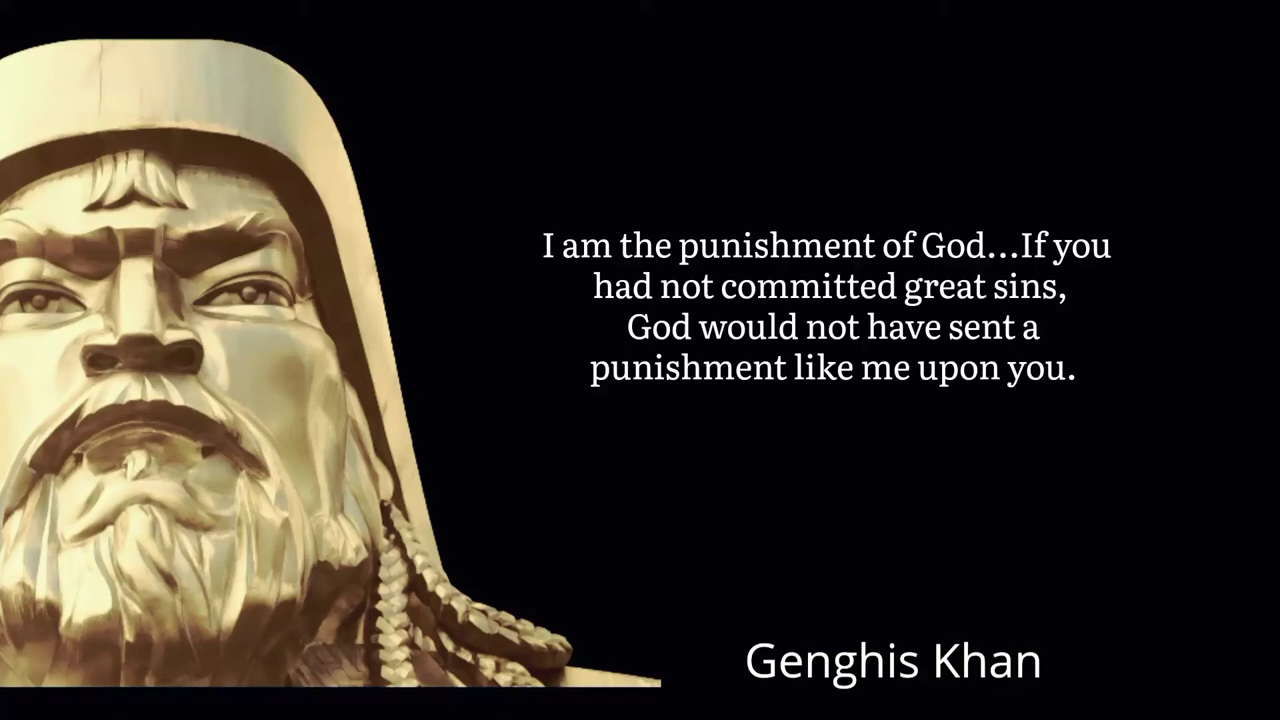 I am the punishment of God...If you
had not committed great sins,
God would not have sent a
punishment like me upon you.
Genghis Khan